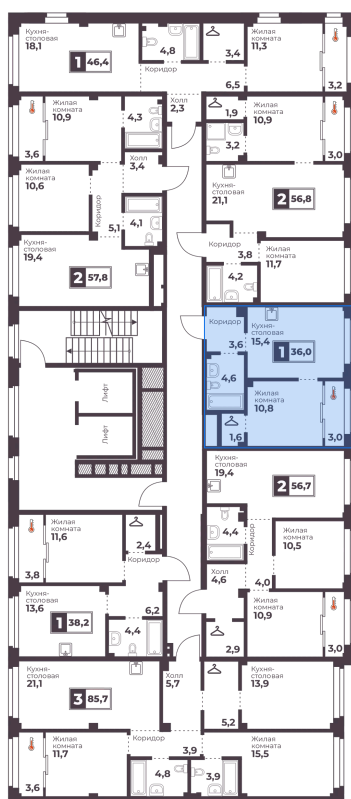 Кухня-
столовая
18,1
1 46,4
4,8
3,4
Жилая
комната
11,3
Коридор
6,5
3,2
Холл
2,3
Жилая
комната
10,9
4,3
3,6
1,9
Жилая
комната
10,9
3,2
3,0
Жилая
комната
10,6
Холл
3,4
Коридор
5,1
4,1
Кухня-
столовая
21,1
2 56,8
Кухня-
столовая
19,4
2 57,8
Коридор
3,8
Жилая
комната
11,7
4,2
Коридор
3,6
Кухня-
столовая
15,4
1 36,0
4,6
Жилая
комната
10,8
1,6
3,0
Лифт
Лифт
Кухня-
столовая
19,4
2 56,7
Жилая
комната
11,6
2,4
3,8
Коридор
6,2
4,4
Коридор
Жилая
комната
10,5
Холл
4,6
4,0
Кухня-
столовая
13,6
1 38,2
4,4
Жилая
комната
10,9
2,9
3,0
Кухня-
столовая
21,1
3 85,7
Холл
5,7
5,2
Кухня-
столовая
13,9
Жилая
комната
11,7
Коридор
3,9
Жилая
комната
15,5
3,6
4,8
3,9